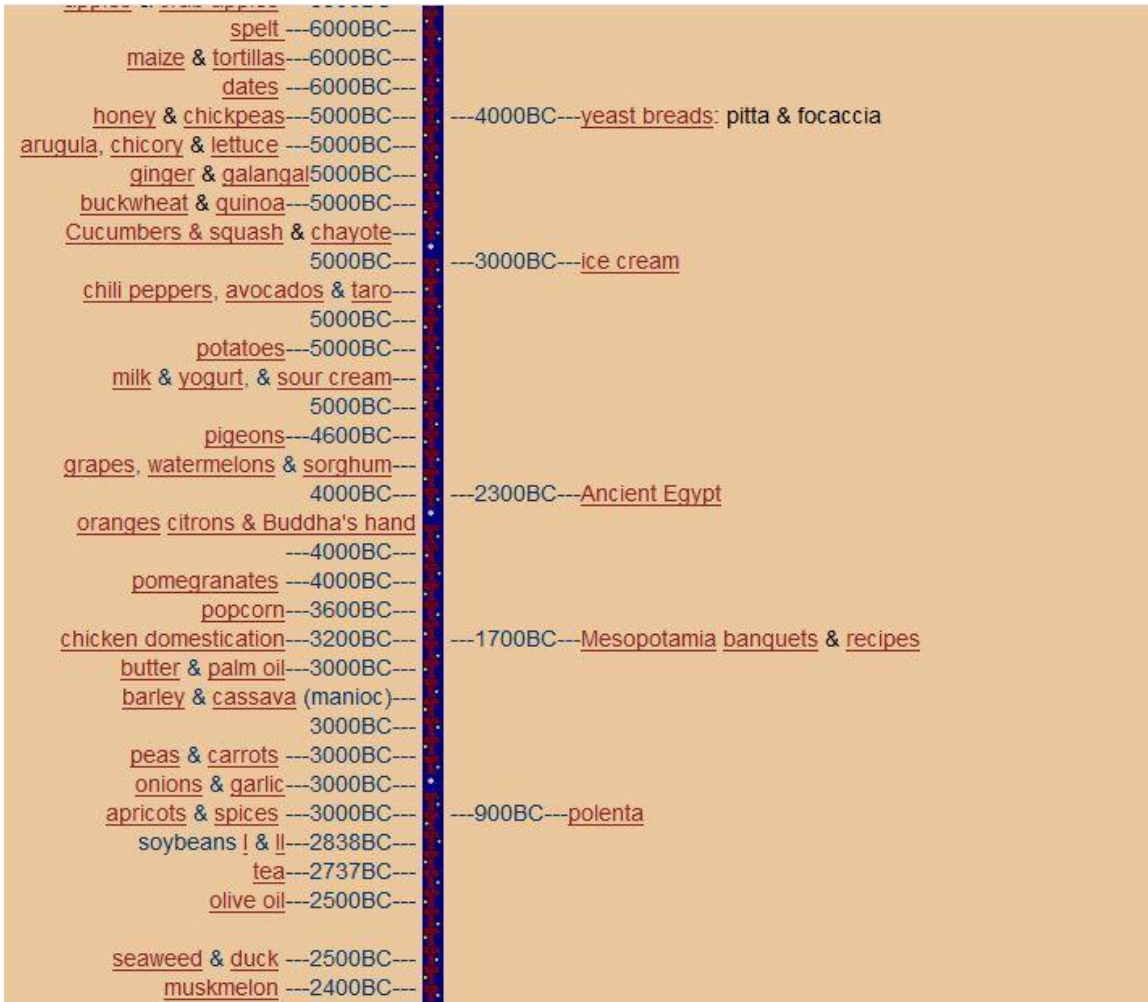 apples & crab apples
spelt ---6000BC---
maize & tortillas---6000BC---
dates ---6000BC---
honey & chickpeas---5000BC--- ---4000BC---yeast breads: pitta & focaccia
arugula, chicory & lettuce ---5000BC---
ginger & galangal5000BC---
buckwheat & quinoa---5000BC---
Cucumbers & squash & chayote---
5000BC--- ---3000BC---ice cream
chili peppers, avocados & taro---
5000BC---
potatoes---5000BC---
milk & yogurt, & sour cream---
5000BC---
pigeons---4600BC---
grapes, watermelons & sorghum---
4000BC--- ---2300BC---Ancient Egypt
oranges citrons & Buddha's hand
---4000BC---
pomegranates ---4000BC---
popcorn---3600BC---
chicken domestication---3200BC--- ---1700BC---Mesopotamia banquets & recipes
butter & palm oil---3000BC---
barley & cassava (manioc)---
3000BC---
peas & carrots ---3000BC---
onions & garlic---3000BC---
apricots & spices ---3000BC--- ---900BC---polenta
soybeans I & II---2838BC---
tea---2737BC---
olive oil---2500BC---
seaweed & duck ---2500BC---
muskmelon ---2400BC---